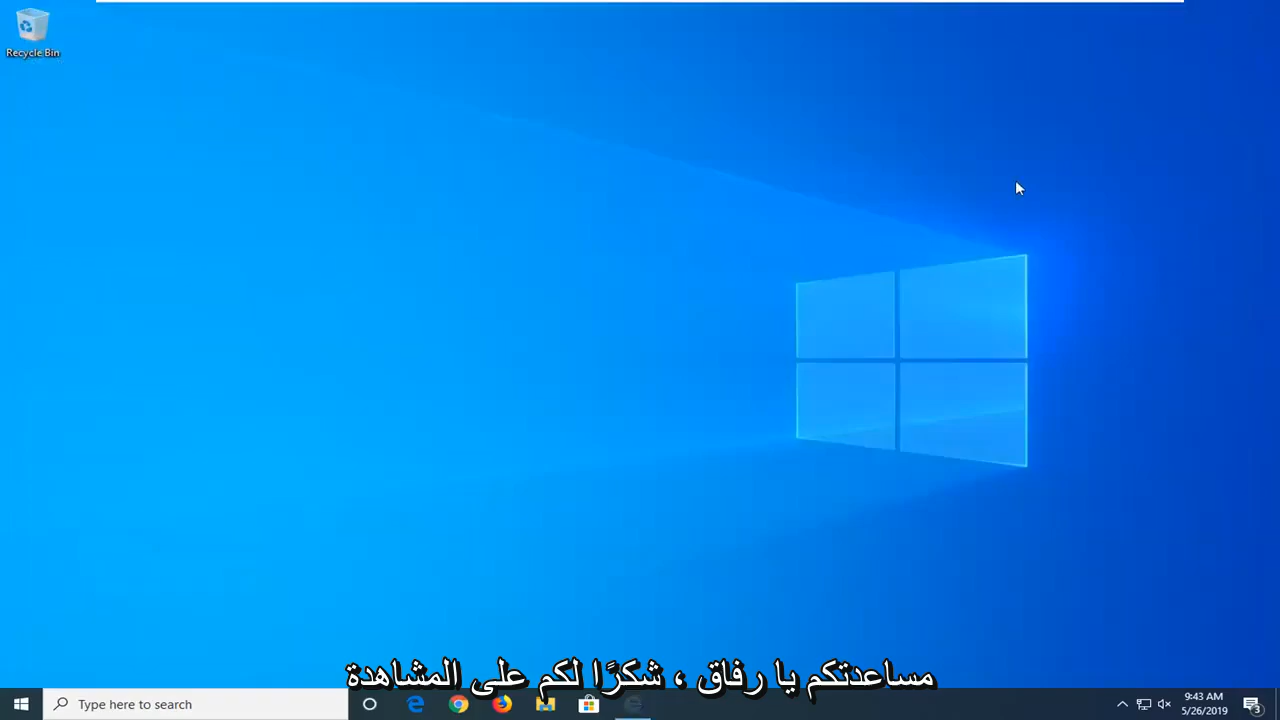 Recycle Bin
مساعدتكم يا رفاق ، شكرًا لكم على المشاهدة
Type here to search
9:43 AM
5/26/2019
3